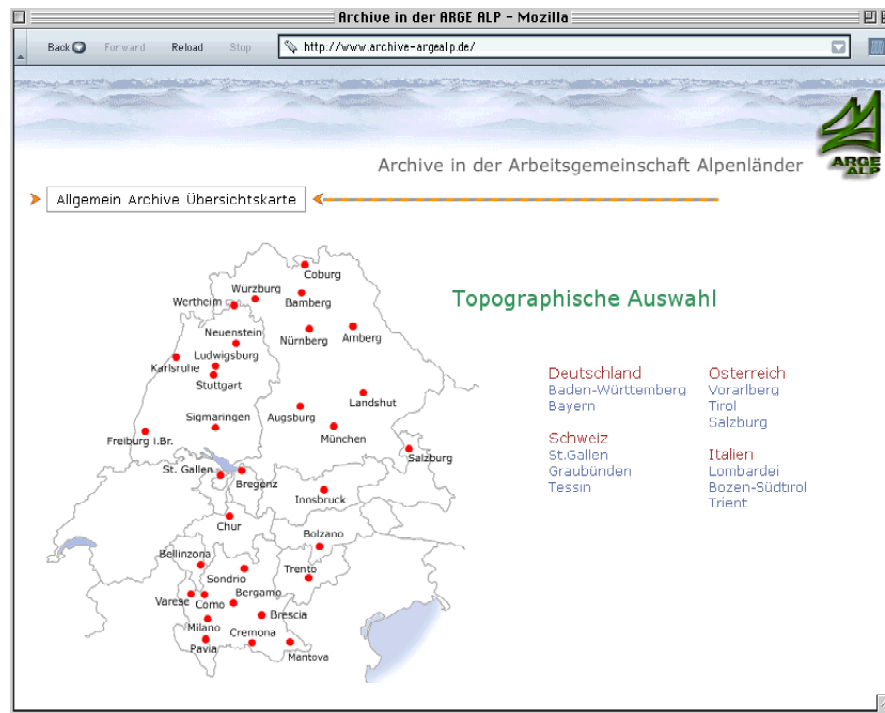 Archive in der ARGE ALP – Mozilla
Back Forward Reload Stop http://www.archive-argealp.de/
ARGE ALP
Archive in der Arbeitsgemeinschaft Alpenländer
Allgemein Archive Übersichtskarte
Topographische Auswahl
Coburg
Würzburg
Wertheim
Bamberg
Neuenstein
Nürnberg
Amberg
Ludwigsburg
Karlsruhe
Stuttgart
Landshut
Sigmaringen
Augsburg
München
Freiburg i.Br.
Salzburg
St. Gallen
Bregenz
Innsbruck
Chur
Bolzano
Bellinzona
Sondrio
Trento
Bergamo
Varese
Como
Brescia
Milano
Cremona
Pavia
Mantova
Deutschland
Baden-Württemberg
Bayern
Schweiz
St.Gallen
Graubünden
Tessin
Österreich
Vorarlberg
Tirol
Salzburg
Italien
Lombardei
Bozen-Südtirol
Trient